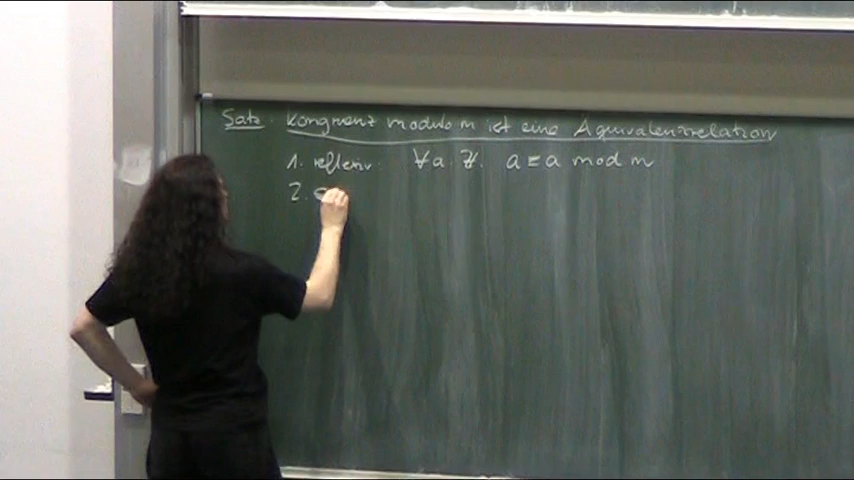 Satz: Kongruenz modulo m ist eine Äquivalenzrelation
1. reflexiv: ∀a∈ℤ: a≡a mod m
2.